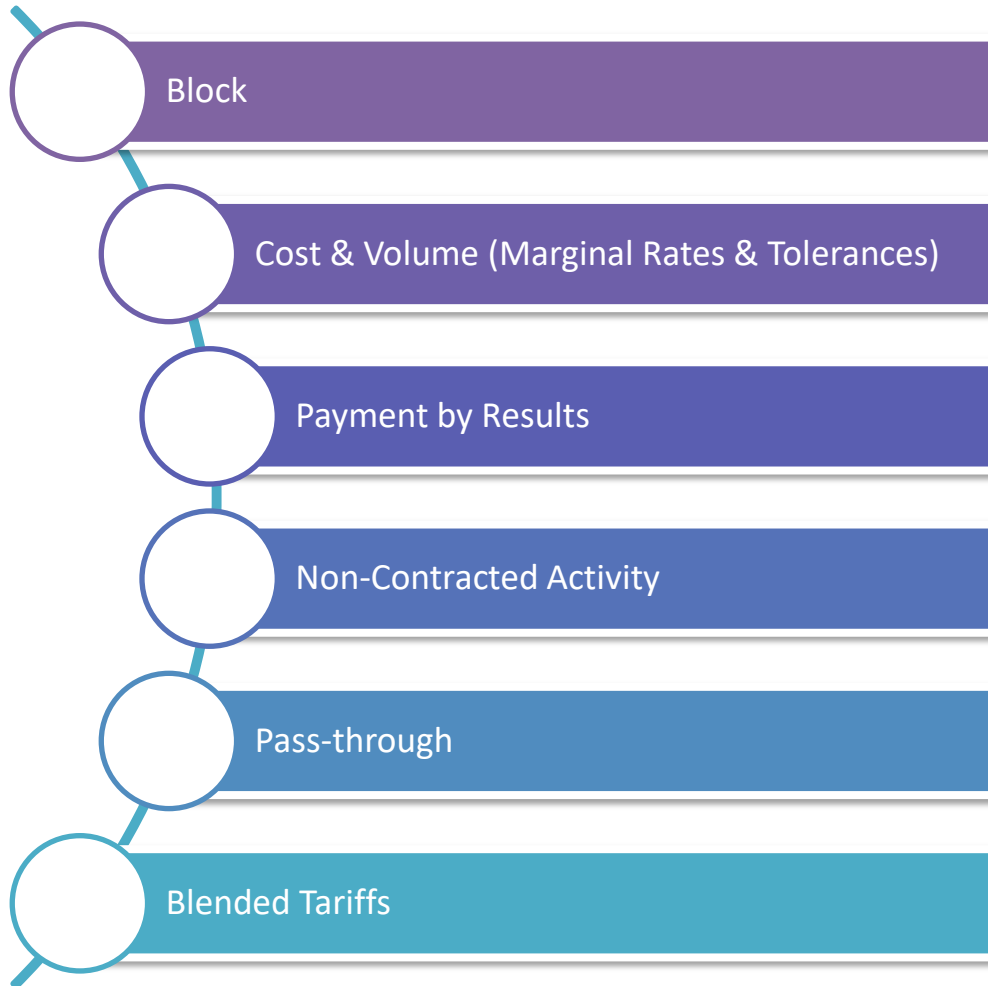 Block
Cost & Volume (Marginal Rates & Tolerances)
Payment by Results
Non-Contracted Activity
Pass-through
Blended Tariffs